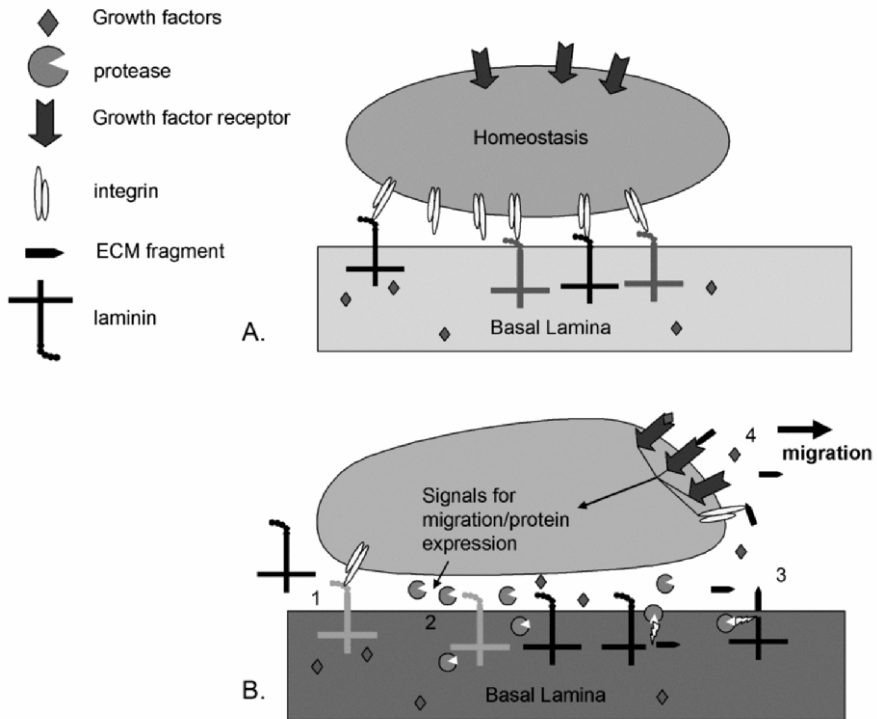 Growth factors
protease
Growth factor receptor
integrin
ECM fragment
laminin
Homeostasis
Basal Lamina
A.
4
migration
Signals for
migration/protein
expression
3
1
2
Basal Lamina
B.